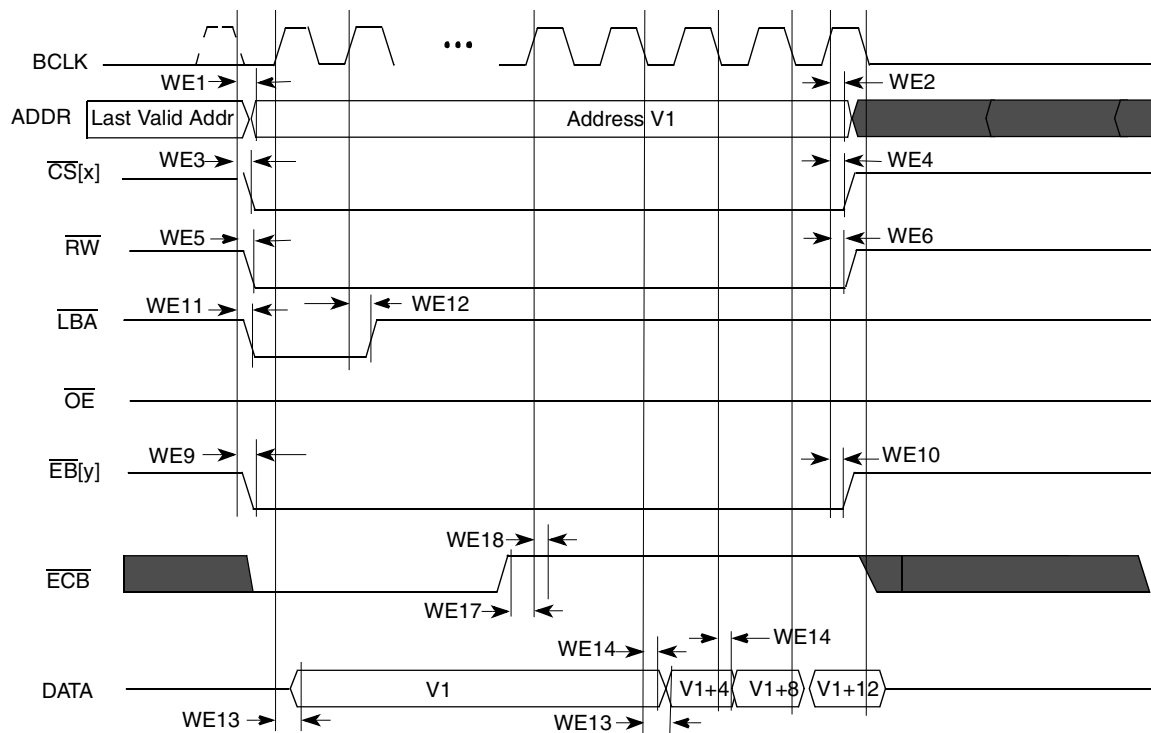 •••
BCLK
WE1
WE2
ADDR
Last Valid Addr
Address V1
WE3
WE4
CS[x]
WE5
WE6
RW
WE11
WE12
LBA
OE
WE9
WE10
EB[y]
WE18
ECB
WE17
WE14
WE14
DATA
V1
V1+4
V1+8
V1+12
WE13
WE13